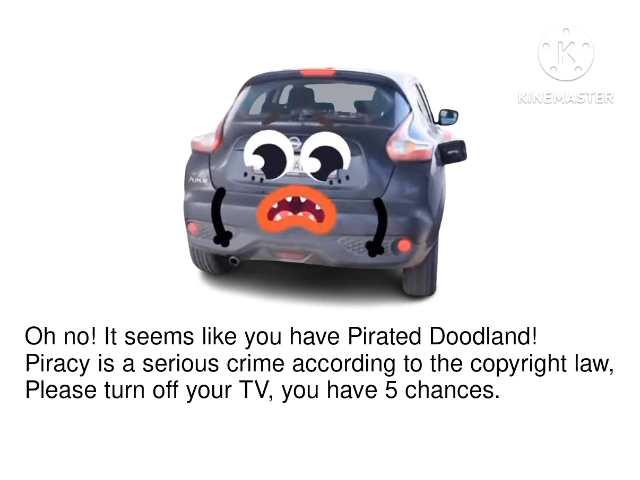 KINEMASTER
Oh no! It seems like you have Pirated Doodland!
Piracy is a serious crime according to the copyright law,
Please turn off your TV, you have 5 chances.